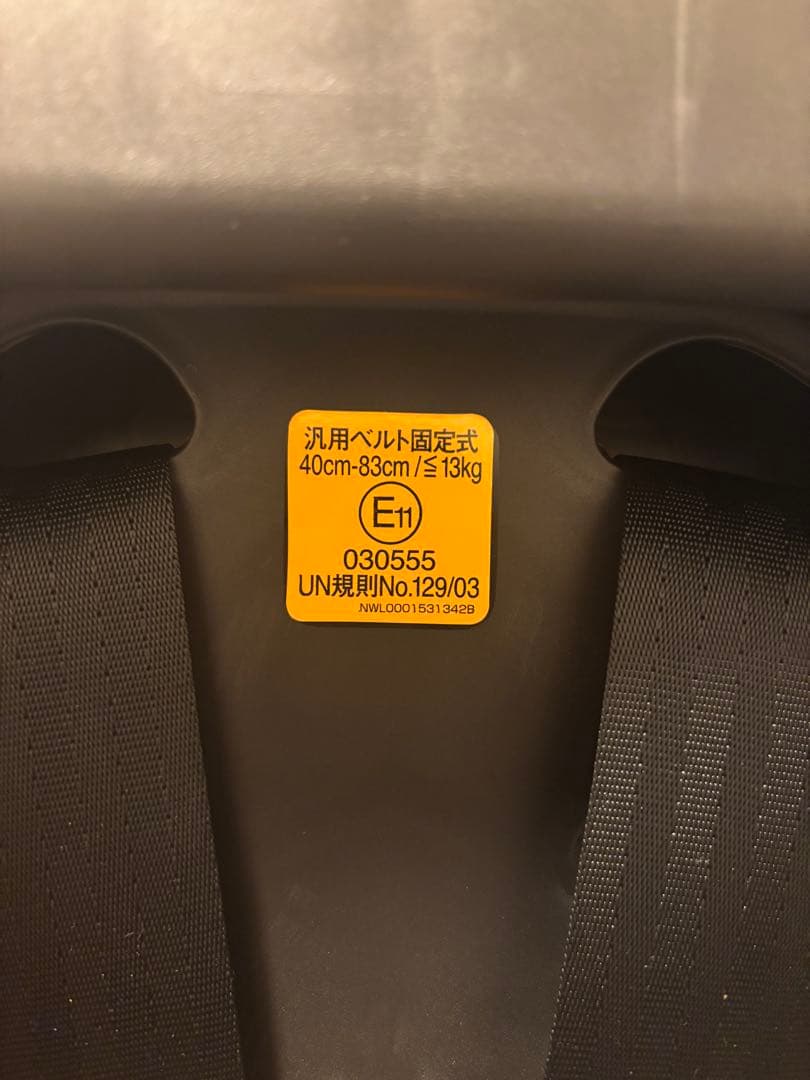 汎用ベルト固定式
40cm-83cm/≦13kg
E11
030555
UN規則No.129/03
NWL0001531342B